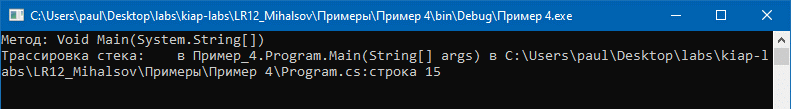 C:\Users\paul\Desktop\labs\kiap-labs\LR12_Mihalsov\Примеры\Пример 4\bin\Debug\Пример 4.exe
Метод: Void Main(System.String[])
Трассировка стека:    в Пример_4.Program.Main(String[] args) в C:\Users\paul\Desktop\labs\kiap-l
abs\LR12_Mihalsov\Примеры\Пример 4\Program.cs:строка 15